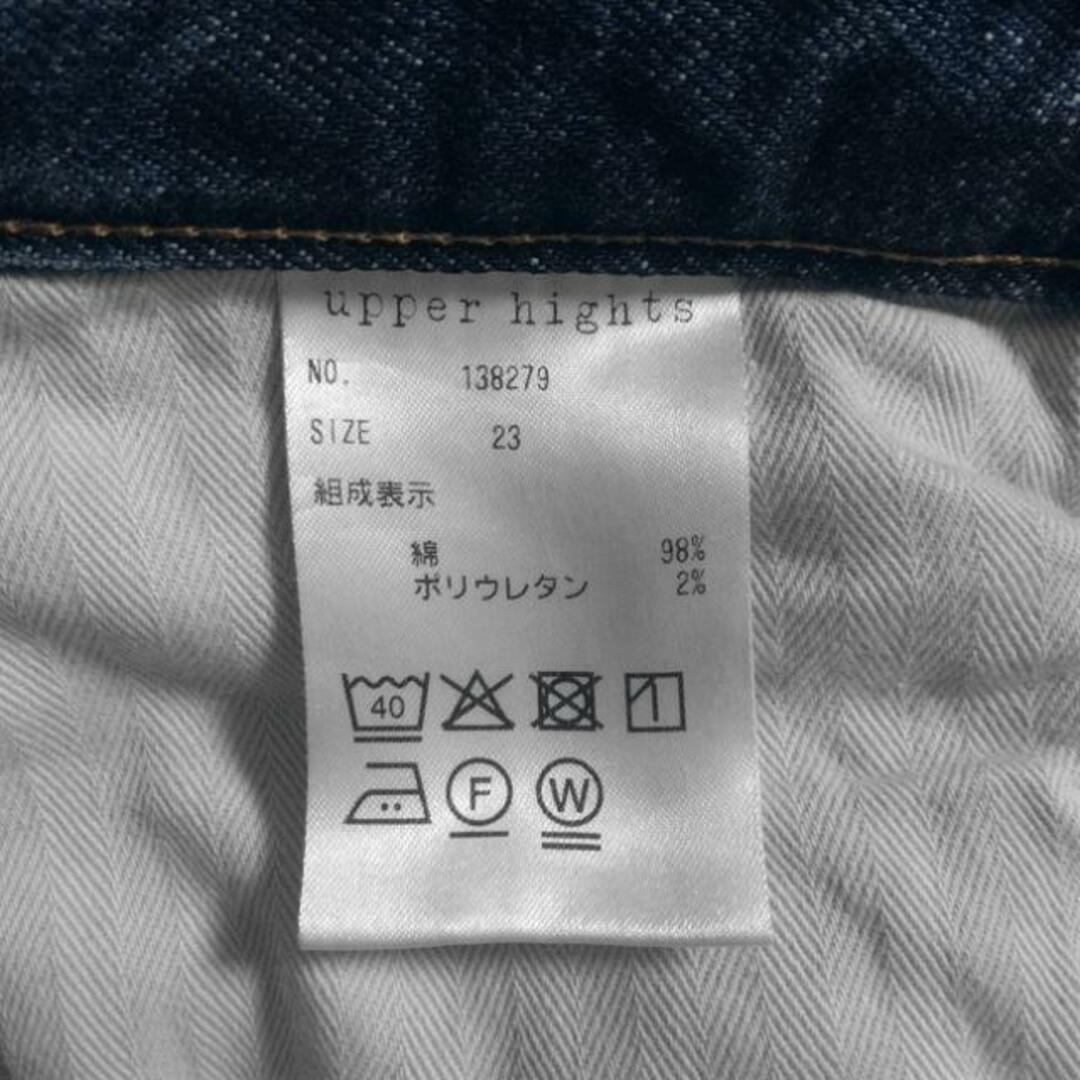 upper hights
NO. 138279
SIZE 23
組成表示
綿 98%
ポリウレタン 2%
40
F W